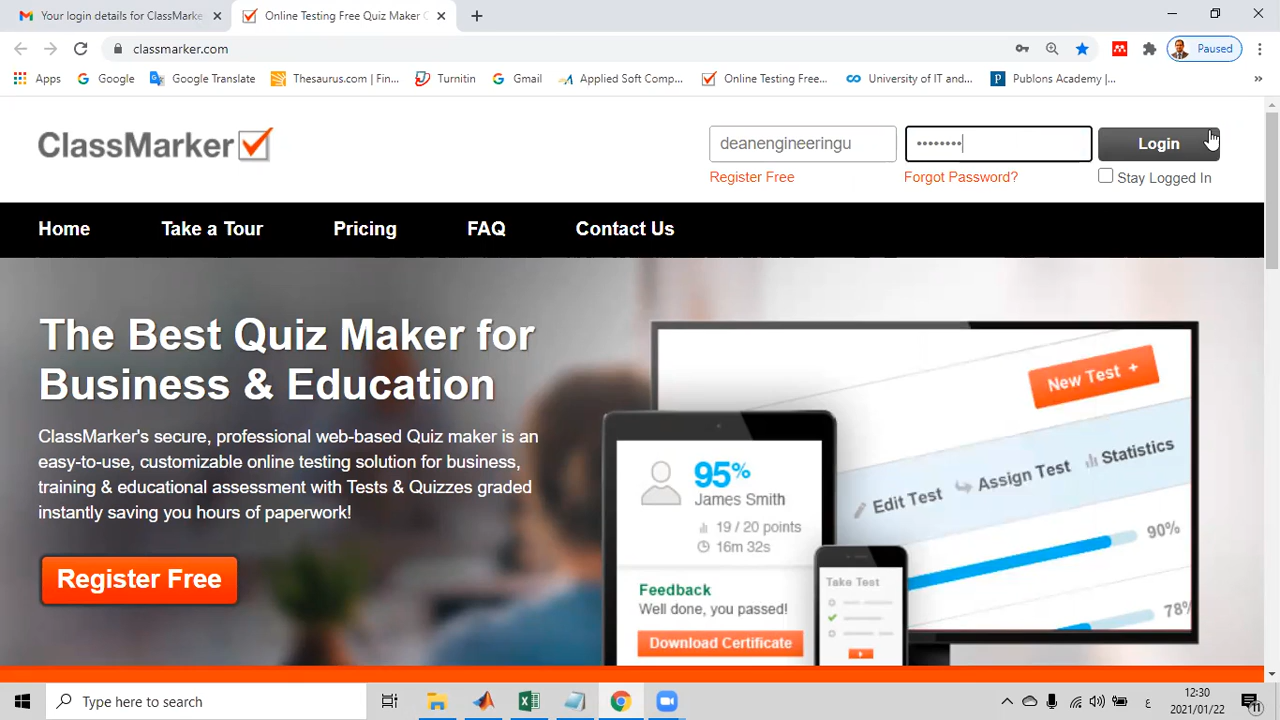 Your login details for ClassMarke
Online Testing Free Quiz Maker
classmarker.com
Paused
Apps
Google
Google Translate
Thesaurus.com | Fin...
Turnitin
Gmail
Applied Soft Comp...
Online Testing Free...
University of IT and...
Publons Academy |...
ClassMarker
deanengineeringu
••••••••
Login
Register Free
Forgot Password?
Stay Logged In
Home
Take a Tour
Pricing
FAQ
Contact Us
The Best Quiz Maker for
Business & Education
ClassMarker's secure, professional web-based Quiz maker is an
easy-to-use, customizable online testing solution for business,
training & educational assessment with Tests & Quizzes graded
instantly saving you hours of paperwork!
Register Free
New Test +
Edit Test
Assign Test
Statistics
90%
78%
95%
James Smith
19 / 20 points
16m 32s
Feedback
Well done, you passed!
Download Certificate
Take Test
Type here to search
ع
12:30
2021/01/22
11